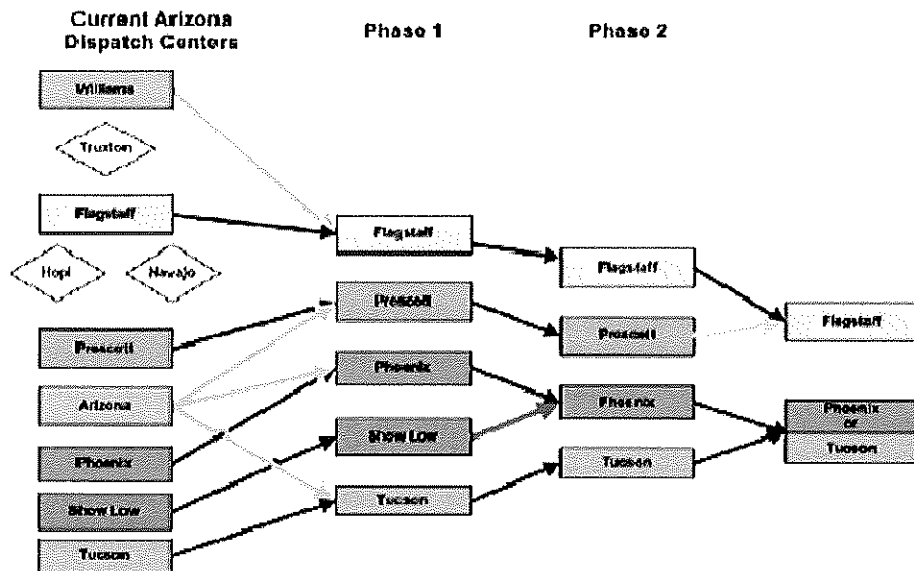 Current Arizona
Dispatch Centers
Phase 1
Phase 2
Williams
Truxton
Flagstaff
Hopi
Navajo
Prescott
Arizona
Phoenix
Show Low
Tucson
Flagstaff
Prescott
Phoenix
Show Low
Tucson
Flagstaff
Prescott
Phoenix
Tucson
Flagstaff
Phoenix
or
Tucson